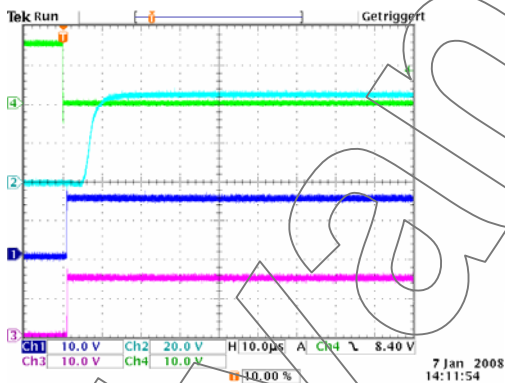 Tek Run
Getriggert
T
T
4
2
1
3
Ch1 10.0 V Ch2 20.0 V H 10.0µs A Ch4 8.40 V
Ch3 10.0 V Ch4 10.0 V
10.00 %
7 Jan 2008
14:11:54